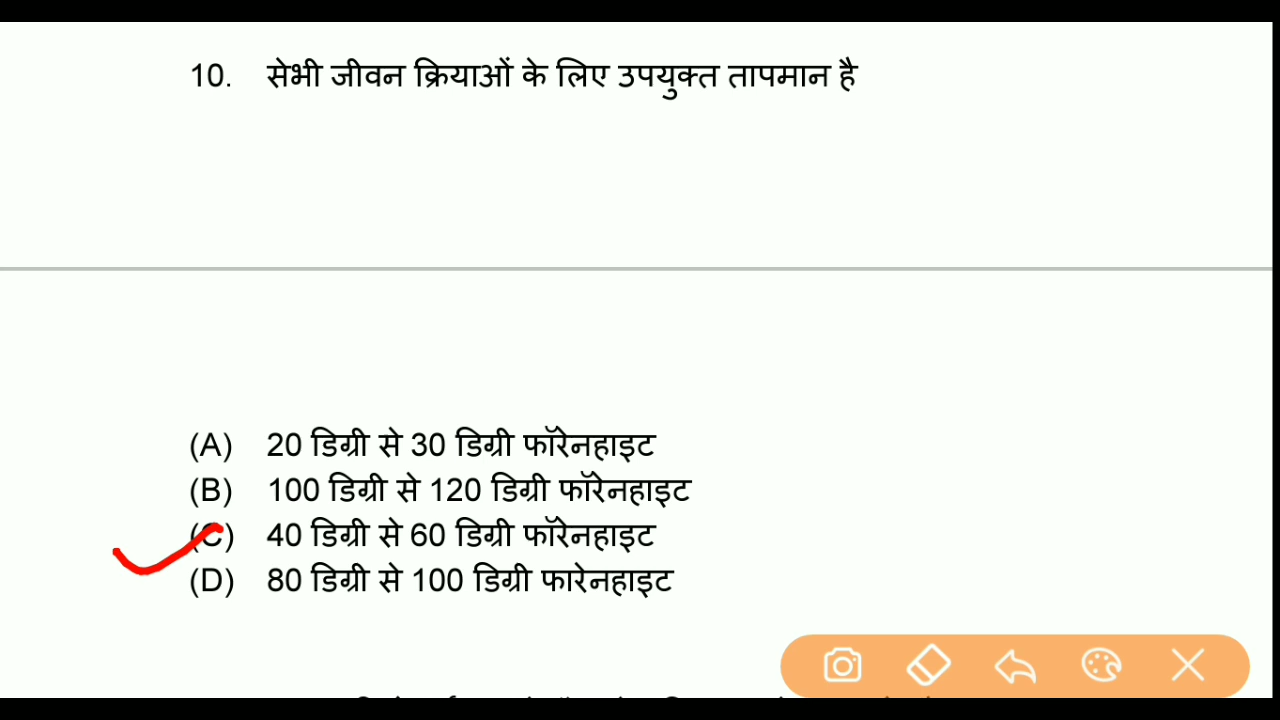 10. सेभी जीवन क्रियाओं के लिए उपयुक्त तापमान है
(A) 20 डिग्री से 30 डिग्री फॉरेनहाइट
(B) 100 डिग्री से 120 डिग्री फॉरेनहाइट
(C) 40 डिग्री से 60 डिग्री फॉरेनहाइट
(D) 80 डिग्री से 100 डिग्री फारेनहाइट